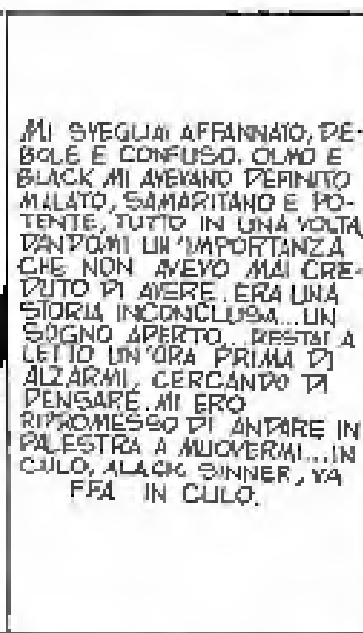 MI SVEGLIAI AFFANNATO, DE-
BOLE E CONFUSO. OLMO E
BLACK MI AVEVANO DEFINITO
MALATO, SAMARITANO E PO-
TENTE, TUTTO IN UNA VOLTA,
DANDOMI UN'IMPORTANZA
CHE NON AVEVO MAI CRE-
DUTO DI AVERE. ERA UNA
STORIA INCONCLUSA... UN
SOGNO APERTO... RESTAI A
LETTO UN'ORA PRIMA DI
ALZARMI, CERCANDO DI
PENSARE. MI ERO
RIPROMESSO DI ANDARE IN
PALESTRA A MUOVERMI... IN
CULO, ALACK SINNER, VA
FFA IN CULO.